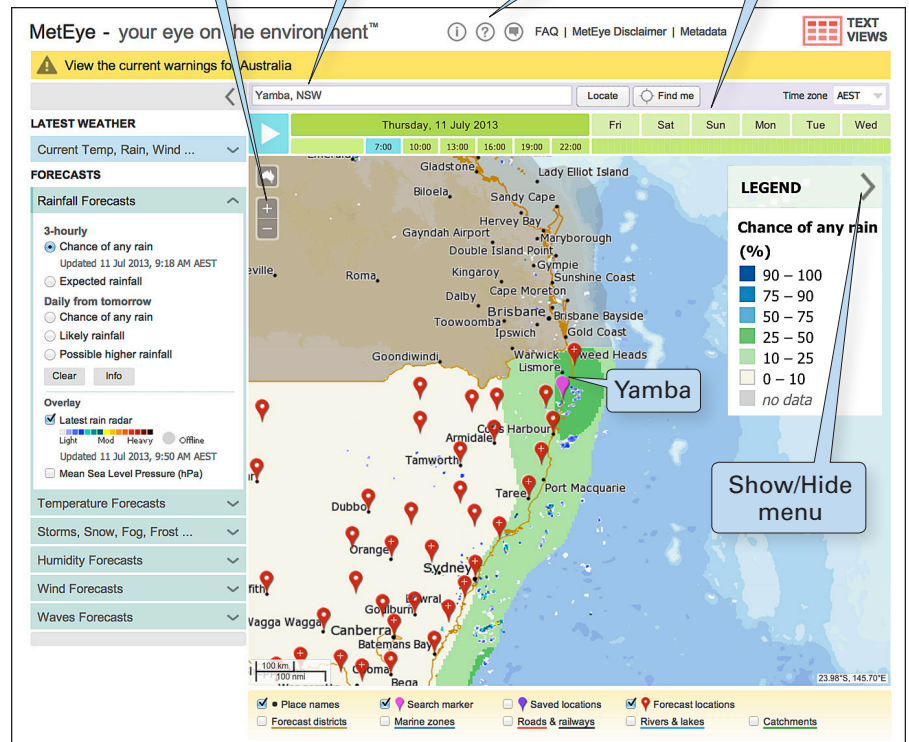 MetEye - your eye on the environment™
FAQ | MetEye Disclaimer | Metadata
TEXT
VIEWS
View the current warnings for Australia
Yamba, NSW
Locate
Find me
Time zone
AEST
LATEST WEATHER
Current Temp, Rain, Wind ...
FORECASTS
Rainfall Forecasts
3-hourly
Chance of any rain
Updated 11 Jul 2013, 9:18 AM AEST
Expected rainfall
Daily from tomorrow
Chance of any rain
Likely rainfall
Possible higher rainfall
Clear
Info
Overlay
Latest rain radar
Light Mod Heavy Offline
Updated 11 Jul 2013, 9:50 AM AEST
Mean Sea Level Pressure (hPa)
Temperature Forecasts
Storms, Snow, Fog, Frost ...
Humidity Forecasts
Wind Forecasts
Waves Forecasts
Thursday, 11 July 2013
Fri Sat Sun Mon Tue Wed
7:00 10:00 13:00 16:00 19:00 22:00
Gladstone
Lady Elliot Island
Biloela
Sandy Cape
Hervey Bay
Gayndah Airport
Maryborough
Double Island Point
Gympie
Roma
Kingaroy
Sunshine Coast
Dalby
Cape Moreton
Brisbane
Brisbane Bayside
Toowoomba
Ipswich
Gold Coast
Goondiwindi
Warwick
Tweed Heads
Lismore
Yamba
Coffs Harbour
Armidale
Tamworth
Port Macquarie
Taree
Dubbo
Orange
Sydney
Bowral
Goulburn
Wagga Wagga
Canberra
Batemans Bay
Cooma
Bega
100 km
100 nmi
23.98°S, 145.70°E
LEGEND
Chance of any rain
(%)
90 – 100
75 – 90
50 – 75
25 – 50
10 – 25
0 – 10
no data
Show/Hide
menu
Place names
Search marker
Saved locations
Forecast locations
Forecast districts
Marine zones
Roads & railways
Rivers & lakes
Catchments